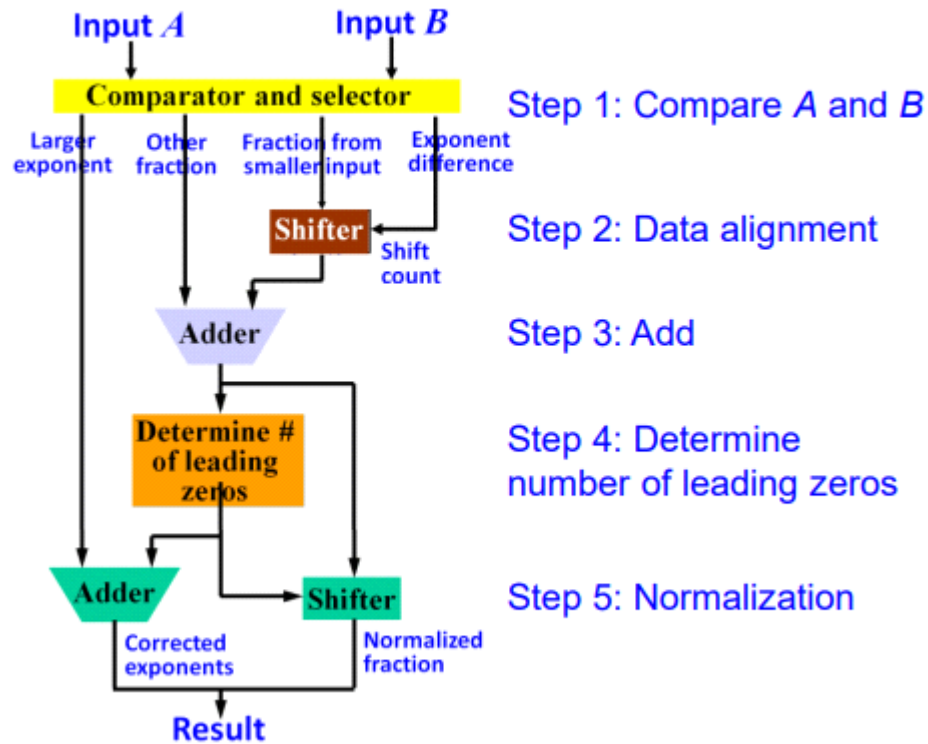 Input A
Input B
Comparator and selector
Step 1: Compare A and B
Larger
exponent
Other
fraction
Fraction from
smaller input
Exponent
difference
Shifter
Step 2: Data alignment
Shift
count
Adder
Step 3: Add
Determine #
of leading
zeros
Step 4: Determine
number of leading zeros
Adder
Shifter
Step 5: Normalization
Corrected
exponents
Normalized
fraction
Result